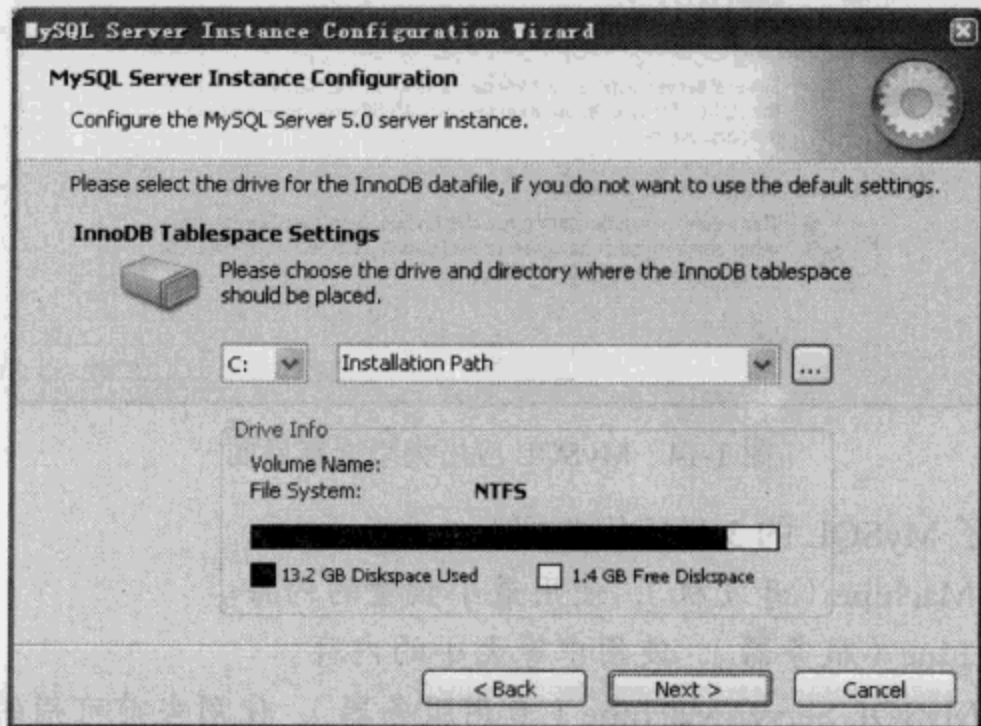 MySQL Server Instance Configuration Wizard
MySQL Server Instance Configuration
Configure the MySQL Server 5.0 server instance.
Please select the drive for the InnoDB datafile, if you do not want to use the default settings.
InnoDB Tablespace Settings
Please choose the drive and directory where the InnoDB tablespace
should be placed.
C: Installation Path ...
Drive Info
Volume Name:
File System: NTFS
13.2 GB Diskspace Used 1.4 GB Free Diskspace
< Back Next > Cancel